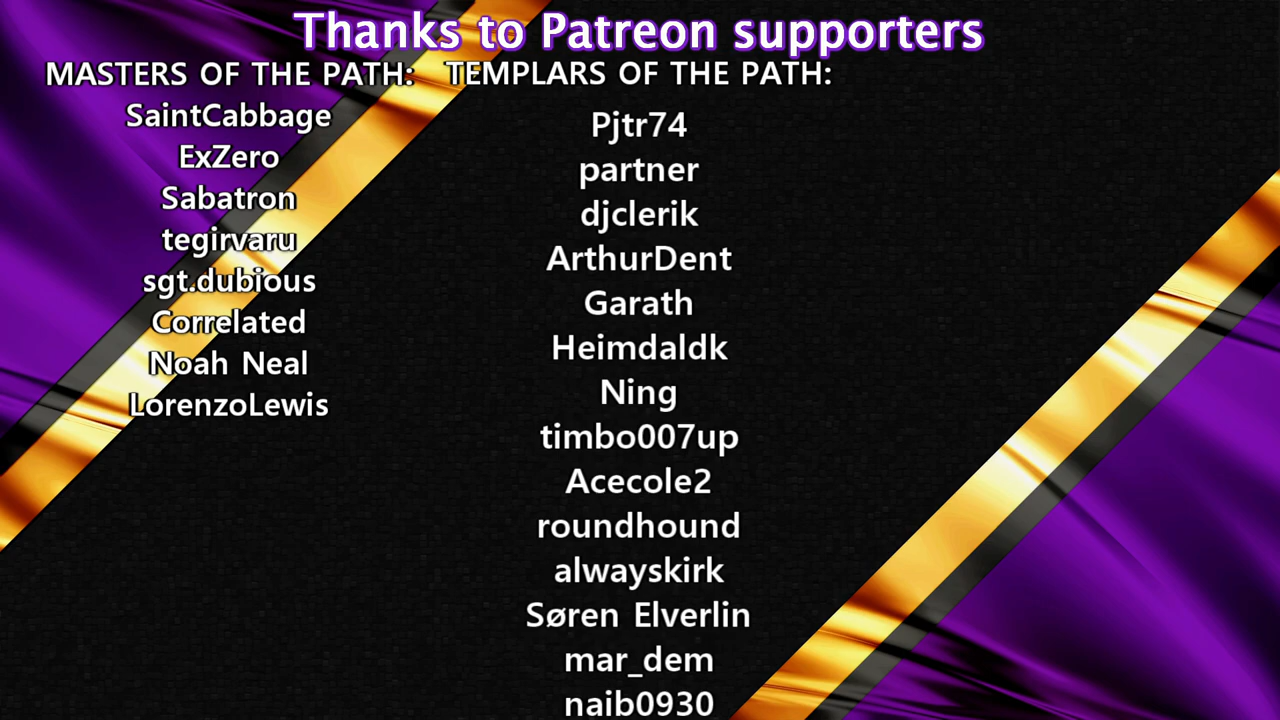 Thanks to Patreon supporters
MASTERS OF THE PATH:
SaintCabbage
ExZero
Sabatron
tegirvaru
sgt.dubious
Correlated
Noah Neal
LorenzoLewis
TEMPLARS OF THE PATH:
Pjtr74
partner
djclerik
ArthurDent
Garath
Heimdaldk
Ning
timbo007up
Acecole2
roundhound
alwayskirk
Søren Elverlin
mar_dem
naib0930